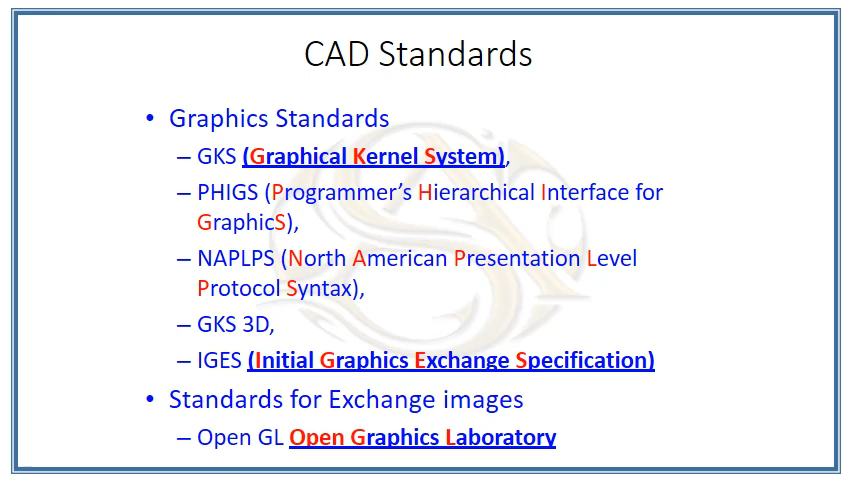 CAD Standards
• Graphics Standards
– GKS (Graphical Kernel System),
– PHIGS (Programmer’s Hierarchical Interface for
GraphicS),
– NAPLPS (North American Presentation Level
Protocol Syntax),
– GKS 3D,
– IGES (Initial Graphics Exchange Specification)
• Standards for Exchange images
– Open GL Open Graphics Laboratory